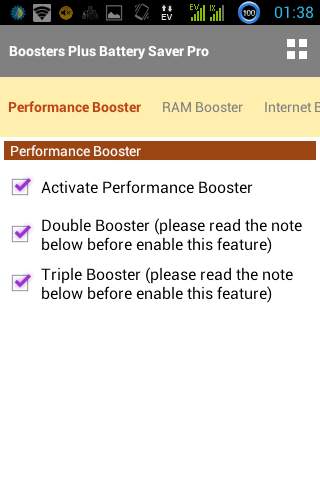 EV
EV
IX
100
01:38
Boosters Plus Battery Saver Pro
Performance Booster
RAM Booster
Internet B
Performance Booster
Activate Performance Booster
Double Booster (please read the note
below before enable this feature)
Triple Booster (please read the note
below before enable this feature)